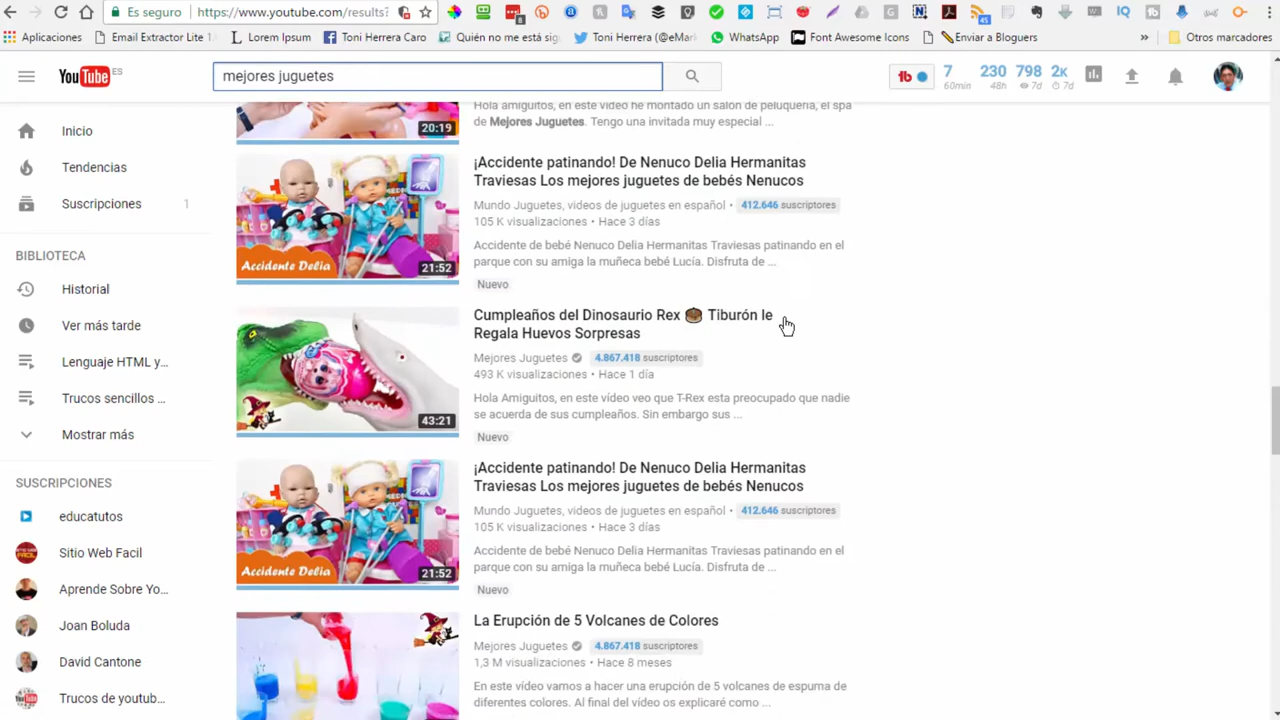 Es seguro
https://www.youtube.com/results?
8
45
Aplicaciones
Email Extractor Lite 1.
Lorem Ipsum
Toni Herrera Caro
Quién no me está sig
Toni Herrera (@eMark
WhatsApp
Font Awesome Icons
Enviar a Bloguers
»
Otros marcadores
YouTube ES
mejores juguetes
tb
7
60min
230
48h
798
7d
2K
7d
Inicio
Tendencias
Suscripciones
1
BIBLIOTECA
Historial
Ver más tarde
Lenguaje HTML y...
Trucos sencillos ...
Mostrar más
SUSCRIPCIONES
educatutos
Sitio Web Facil
Aprende Sobre Yo...
Joan Boluda
David Cantone
Trucos de youtub...
20:19
Hola amiguitos, en este vídeo he montado un salón de peluquería, el spa
de Mejores Juguetes. Tengo una invitada muy especial ...
Accidente Delia
21:52
¡Accidente patinando! De Nenuco Delia Hermanitas
Traviesas Los mejores juguetes de bebés Nenucos
Mundo Juguetes, videos de juguetes en español • 412.646 suscriptores
105 K visualizaciones • Hace 3 días
Accidente de bebé Nenuco Delia Hermanitas Traviesas patinando en el
parque con su amiga la muñeca bebé Lucía. Disfruta de ...
Nuevo
43:21
Cumpleaños del Dinosaurio Rex Tiburón le
Regala Huevos Sorpresas
Mejores Juguetes 4.867.418 suscriptores
493 K visualizaciones • Hace 1 día
Hola Amiguitos, en este vídeo veo que T-Rex esta preocupado que nadie
se acuerda de sus cumpleaños. Sin embargo sus ...
Nuevo
Accidente Delia
21:52
¡Accidente patinando! De Nenuco Delia Hermanitas
Traviesas Los mejores juguetes de bebés Nenucos
Mundo Juguetes, videos de juguetes en español • 412.646 suscriptores
105 K visualizaciones • Hace 3 días
Accidente de bebé Nenuco Delia Hermanitas Traviesas patinando en el
parque con su amiga la muñeca bebé Lucía. Disfruta de ...
Nuevo
La Erupción de 5 Volcanes de Colores
Mejores Juguetes 4.867.418 suscriptores
1,3 M visualizaciones • Hace 8 meses
En este vídeo vamos a hacer una erupción de 5 volcanes de espuma de
diferentes colores. Al final del vídeo os explicaré como ...